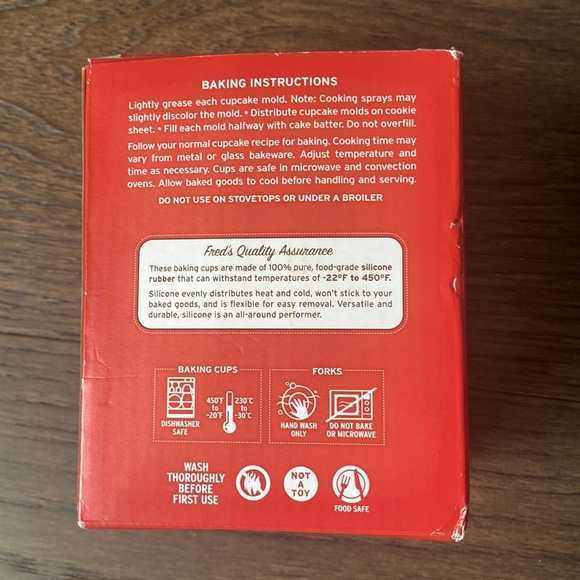 BAKING INSTRUCTIONS
Lightly grease each cupcake mold. Note: Cooking sprays may
slightly discolor the mold. • Distribute cupcake molds on cookie
sheet. • Fill each mold halfway with cake batter. Do not overfill.
Follow your normal cupcake recipe for baking. Cooking time may
vary from metal or glass bakeware. Adjust temperature and
time as necessary. Cups are safe in microwave and convection
ovens. Allow baked goods to cool before handling and serving.
DO NOT USE ON STOVETOPS OR UNDER A BROILER
Fred's Quality Assurance
These baking cups are made of 100% pure, food-grade silicone
rubber that can withstand temperatures of -22°F to 450°F.
Silicone evenly distributes heat and cold, won't stick to your
baked goods, and is flexible for easy removal. Versatile and
durable, silicone is an all-around performer.
BAKING CUPS
DISHWASHER
SAFE
450°F
to
-20°F
230°C
to
-30°C
FORKS
HAND WASH
ONLY
DO NOT BAKE
OR MICROWAVE
WASH
THOROUGHLY
BEFORE
FIRST USE
NOT
A
TOY
FOOD SAFE